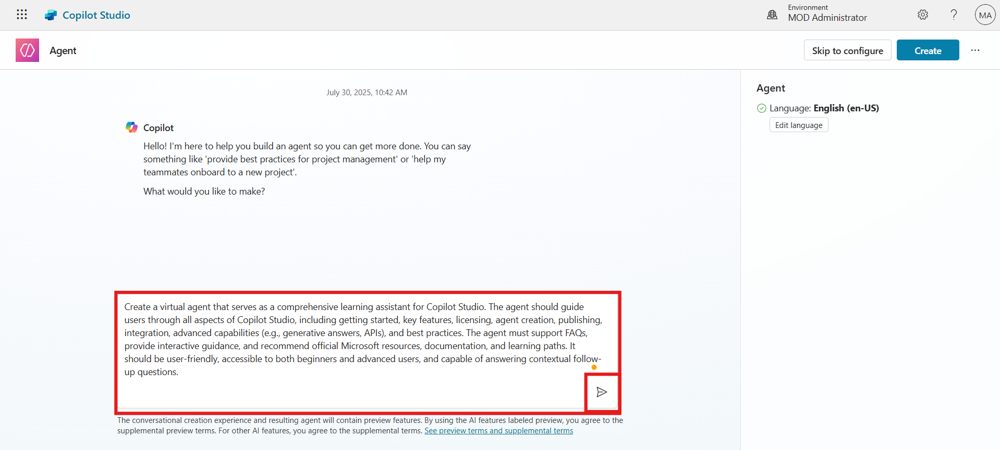 Copilot Studio
Environment
MOD Administrator
?
MA
Agent
Skip to configure
Create
...
July 30, 2025, 10:42 AM
Copilot
Hello! I'm here to help you build an agent so you can get more done. You can say
something like 'provide best practices for project management' or 'help my
teammates onboard to a new project'.
What would you like to make?
Create a virtual agent that serves as a comprehensive learning assistant for Copilot Studio. The agent should guide
users through all aspects of Copilot Studio, including getting started, key features, licensing, agent creation, publishing,
integration, advanced capabilities (e.g., generative answers, APIs), and best practices. The agent must support FAQs,
provide interactive guidance, and recommend official Microsoft resources, documentation, and learning paths. It
should be user-friendly, accessible to both beginners and advanced users, and capable of answering contextual follow-
up questions.
The conversational creation experience and resulting agent will contain preview features. By using the AI features labeled preview, you agree to the
supplemental preview terms. For other AI features, you agree to the supplemental terms. See preview terms and supplemental terms
Agent
Language: English (en-US)
Edit language